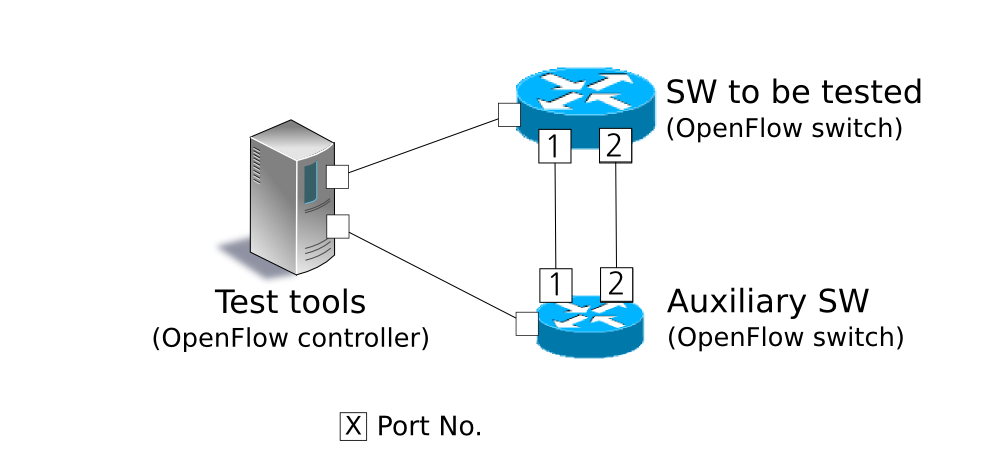 SW to be tested
(OpenFlow switch)
1 2
1 2
Test tools
(OpenFlow controller)
Auxiliary SW
(OpenFlow switch)
X Port No.